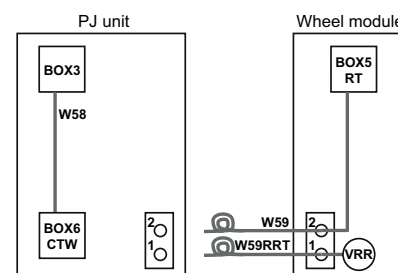 PJ unit
Wheel module
BOX3
BOX5
RT
W58
BOX6
CTW
2
1
W59
W59RRT
2
1
VRR